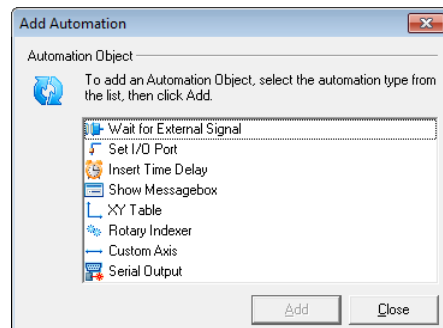 Add Automation
Automation Object
To add an Automation Object, select the automation type from
the list, then click Add.
Wait for External Signal
Set I/O Port
Insert Time Delay
Show Messagebox
XY Table
Rotary Indexer
Custom Axis
Serial Output
Add
Close